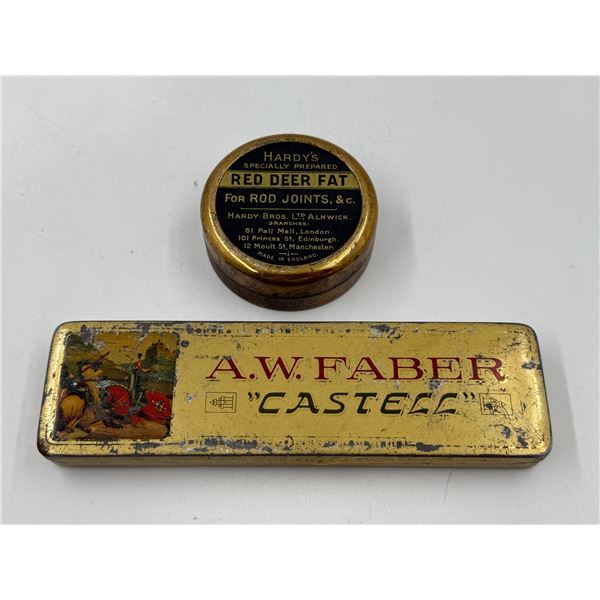 HARDY'S
SPECIALLY PREPARED
RED DEER FAT
FOR ROD JOINTS, &c.
HARDY BROS. LTD ALNWICK.
BRANCHES:
61 Pall Mall, London.
101 Princes St, Edinburgh.
12 Moult St, Manchester.
MADE IN ENGLAND.
A.W. FABER
"CASTELL"